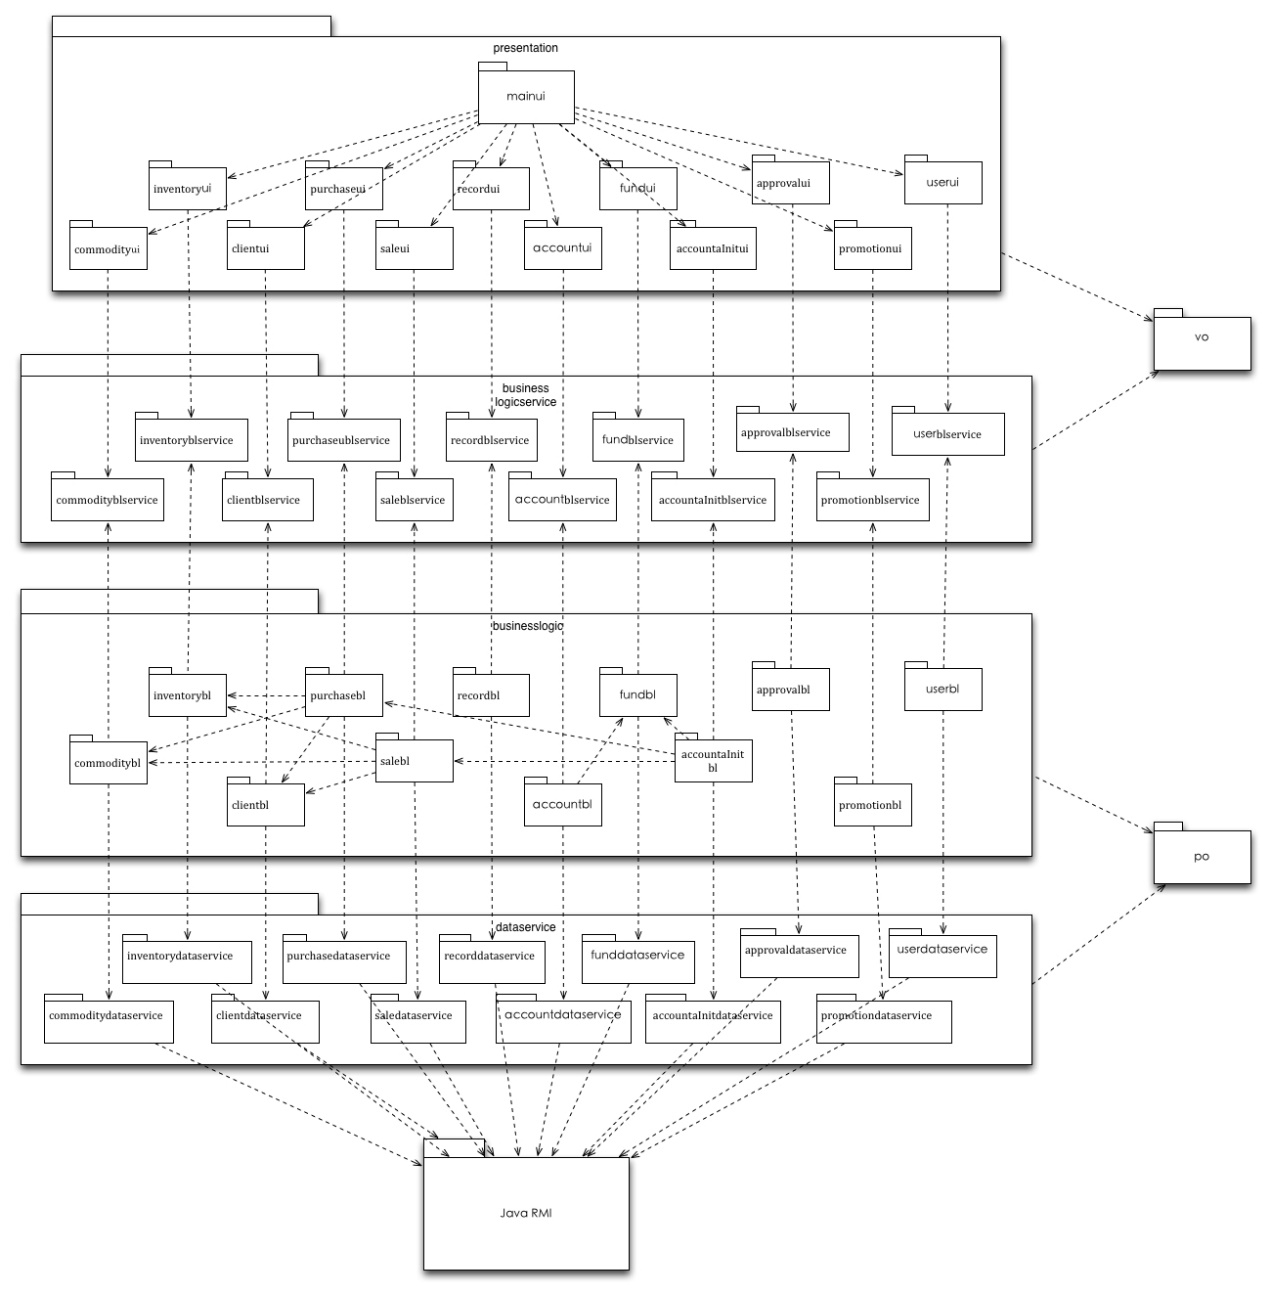 presentation
mainui
inventoryui
purchaseui
recordui
fundui
approvalui
userui
commodityui
clientui
saleui
accountui
accountaInitui
promotionui
vo
business
logicservice
inventoryblservice
purchaseublservice
recordblservice
fundblservice
approvalblservice
userblservice
commodityblservice
clientblservice
saleblservice
accountblservice
accountaInitblservice
promotionblservice
businesslogic
inventorybl
purchasebl
recordbl
fundbl
approvalbl
userbl
commoditybl
salebl
accountaInit
bl
clientbl
accountbl
promotionbl
po
dataservice
inventorydataservice
purchasedataservice
recorddataservice
funddataservice
approvaldataservice
userdataservice
commoditydataservice
clientdataservice
saledataservice
accountdataservice
accountaInitdataservice
promotiondataservice
Java RMI